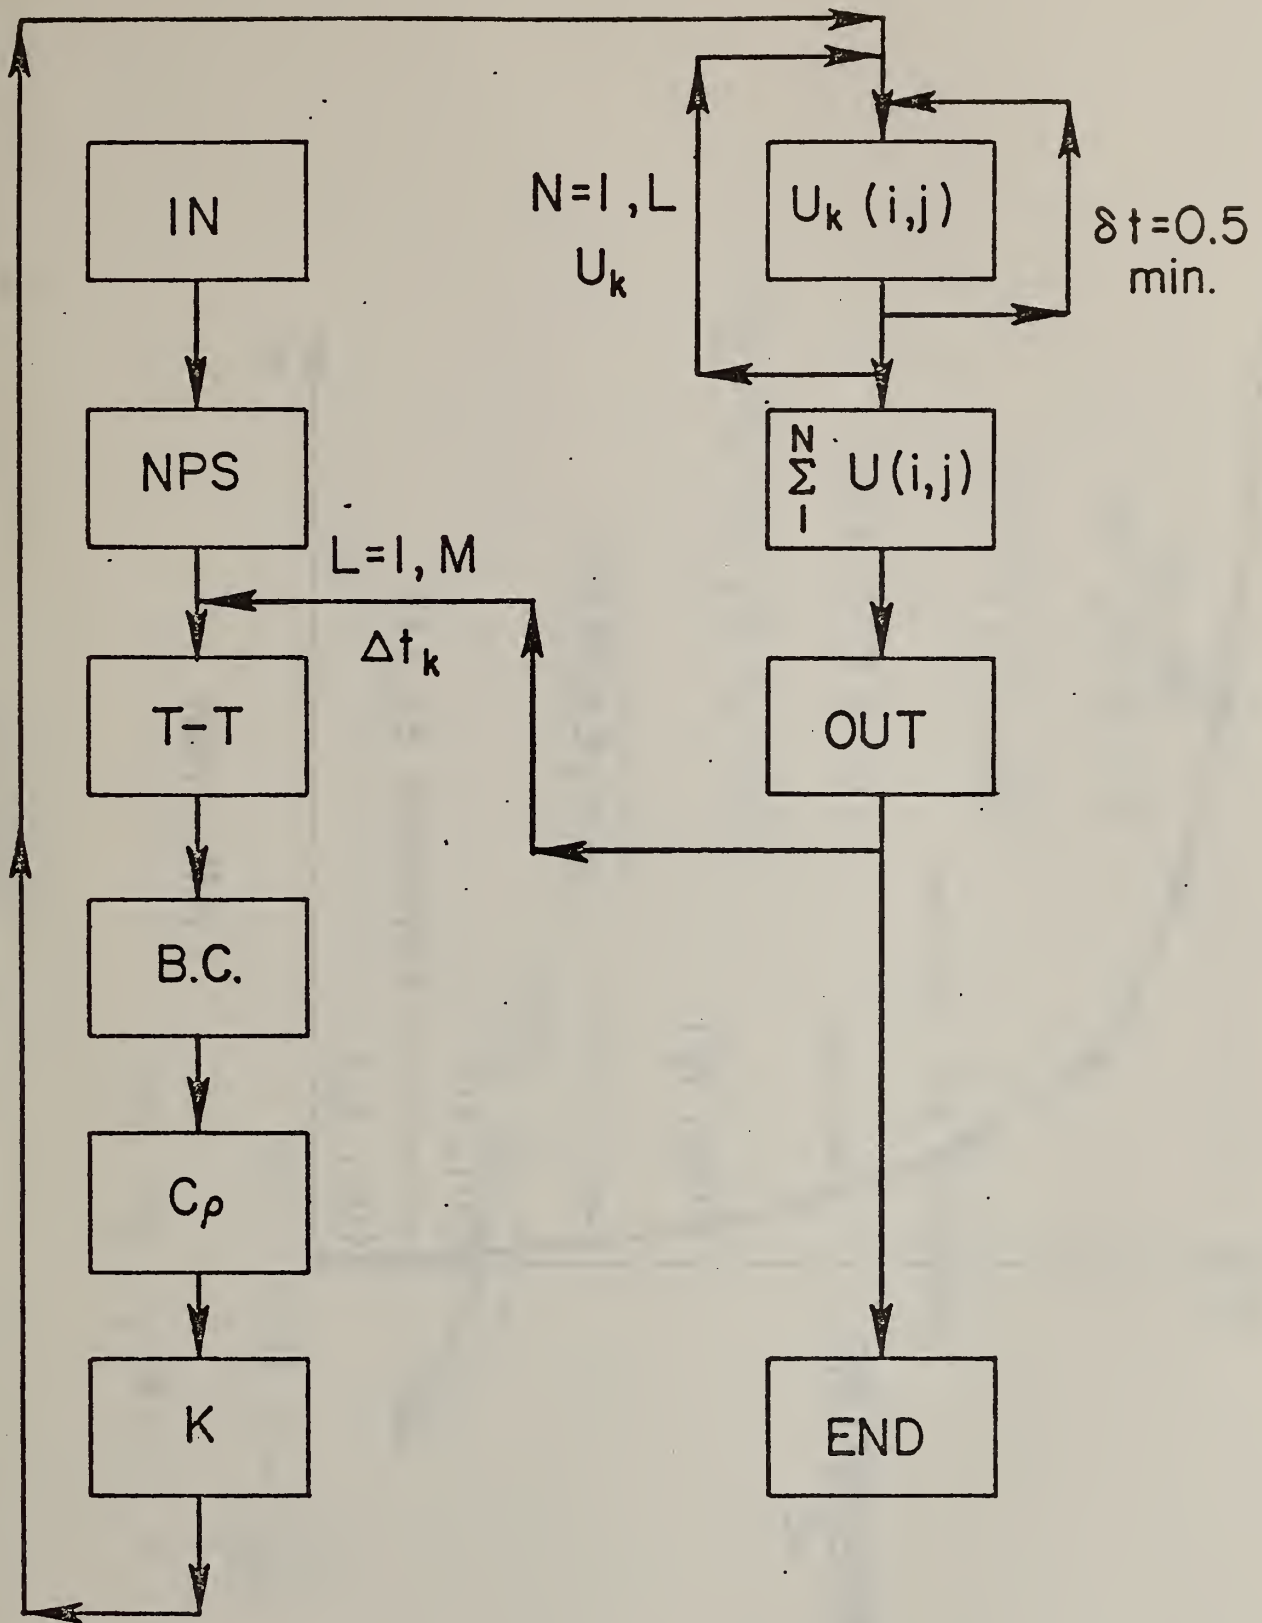 IN
NPS
L=1, M
Δt_k
T-T
B.C.
Cρ
K
N=1, L
U_k
U_k (i,j)
δt=0.5
min.
N
Σ U(i,j)
1
OUT
END